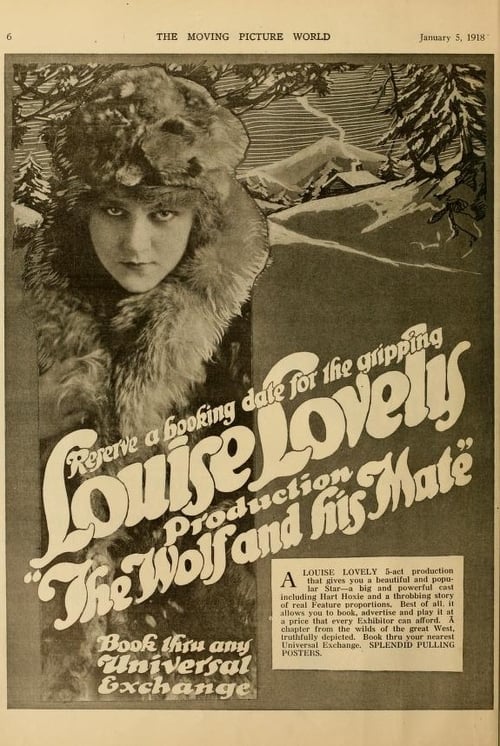 6 THE MOVING PICTURE WORLD January 5, 1918
Reserve a booking date for the gripping
Louise Lovely
Production
"The Wolf and his Mate"
Book thru any
Universal
Exchange
A LOUISE LOVELY 5-act production
that gives you a beautiful and popu-
lar Star—a big and powerful cast
including Hart Hoxie and a throbbing story
of real Feature proportions. Best of all, it
allows you to book, advertise and play it at
a price that every Exhibitor can afford. A
chapter from the wilds of the great West,
truthfully depicted. Book thru your nearest
Universal Exchange. SPLENDID PULLING
POSTERS.